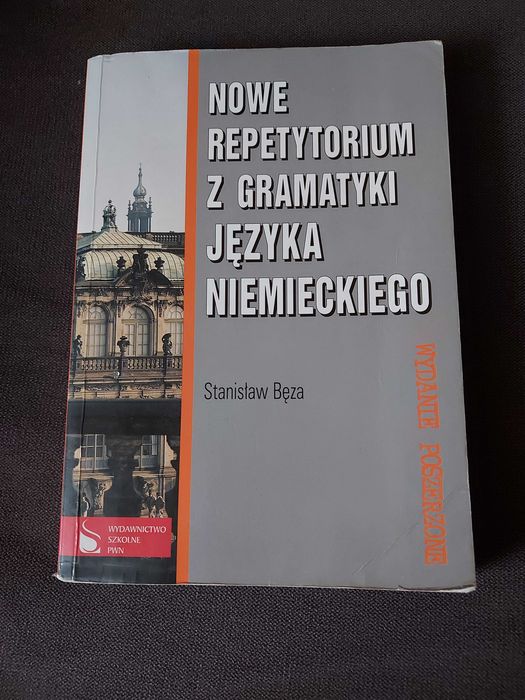 NOWE
REPETYTORIUM
Z GRAMATYKI
JĘZYKA
NIEMIECKIEGO
Stanisław Bęza
WYDANIE POSZERZONE
WYDAWNICTWO
SZKOLNE
PWN